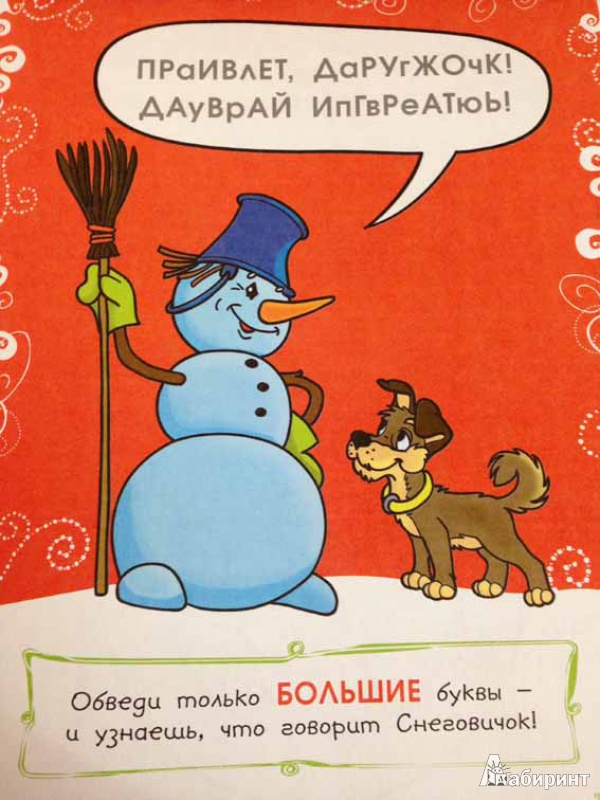 ПРаИВлЕТ, ДаРУгЖОчК!
ДАуВрАЙ ИпГвРеАТюЬ!
Обведи только БОЛЬШИЕ буквы –
и узнаешь, что говорит Снеговичок!
Лабиринт